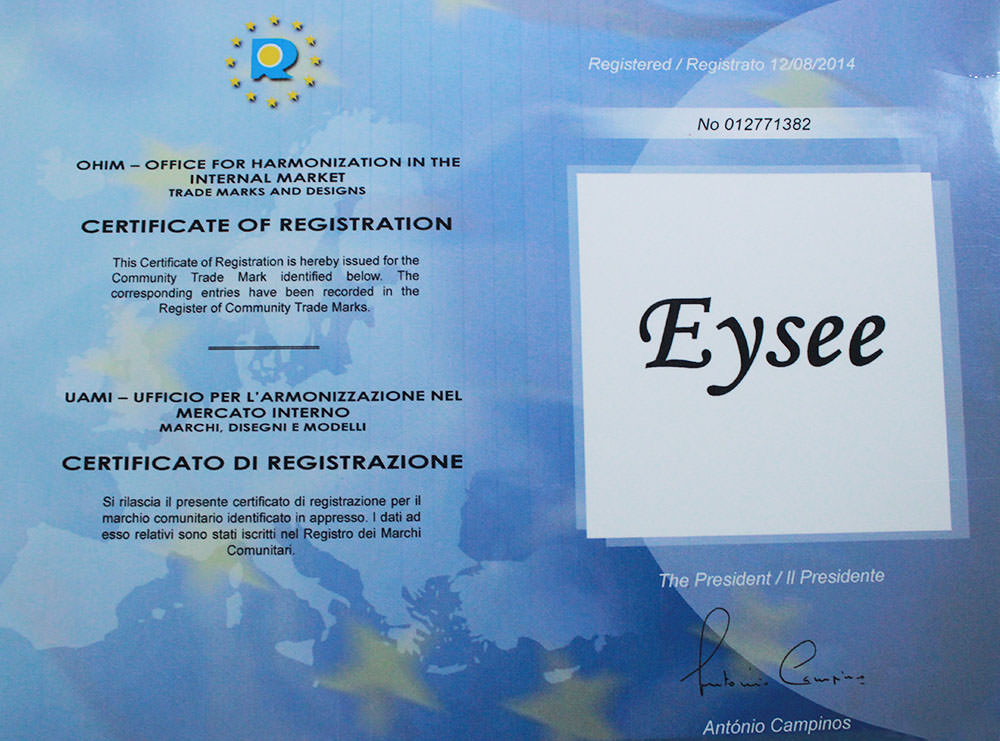 OHIM – OFFICE FOR HARMONIZATION IN THE
INTERNAL MARKET
TRADE MARKS AND DESIGNS
CERTIFICATE OF REGISTRATION
This Certificate of Registration is hereby issued for the
Community Trade Mark identified below. The
corresponding entries have been recorded in the
Register of Community Trade Marks.
UAMI – UFFICIO PER L'ARMONIZZAZIONE NEL
MERCATO INTERNO
MARCHI, DISEGNI E MODELLI
CERTIFICATO DI REGISTRAZIONE
Si rilascia il presente certificato di registrazione per il
marchio comunitario identificato in appresso. I dati ad
esso relativi sono stati iscritti nel Registro dei Marchi
Comunitari.
Registered / Registrato 12/08/2014
No 012771382
Eysee
The President / Il Presidente
António Campinos
António Campinos